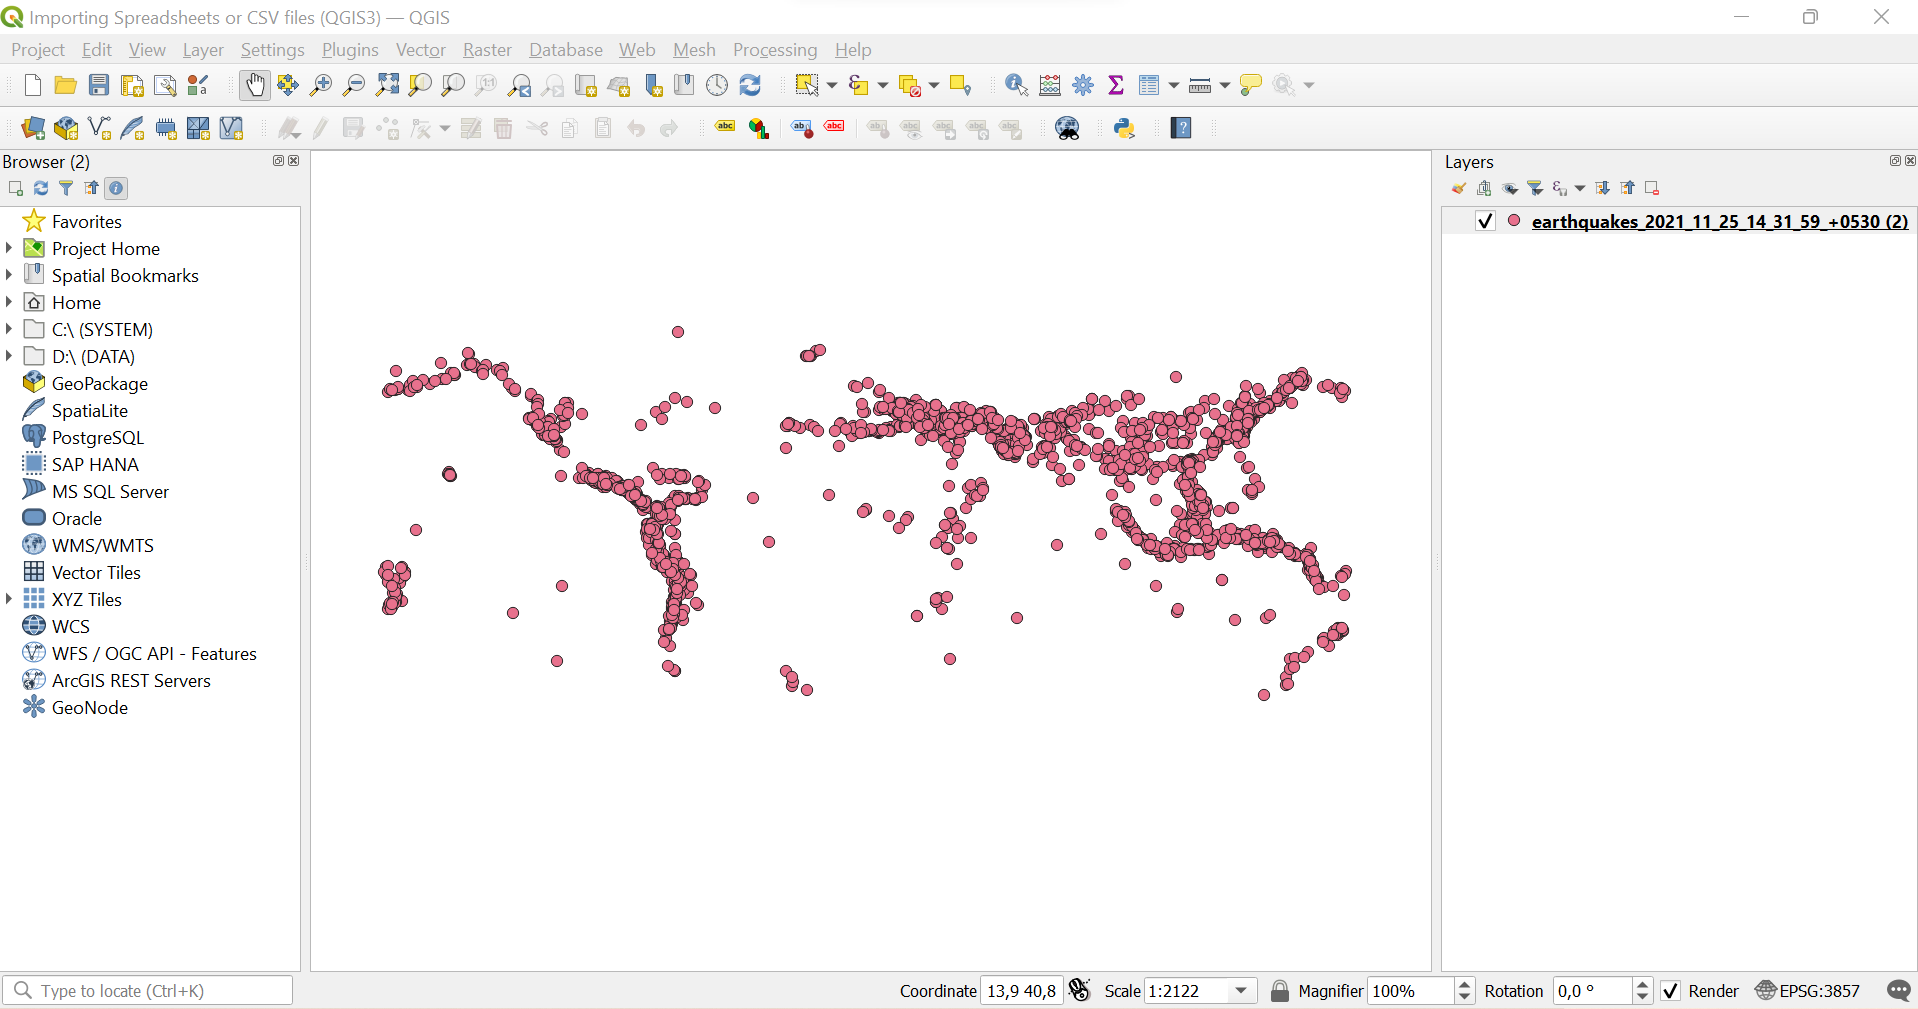 Importing Spreadsheets or CSV files (QGIS3) — QGIS
Project Edit View Layer Settings Plugins Vector Raster Database Web Mesh Processing Help
Browser (2)
Favorites
Project Home
Spatial Bookmarks
Home
C:\ (SYSTEM)
D:\ (DATA)
GeoPackage
SpatiaLite
PostgreSQL
SAP HANA
MS SQL Server
Oracle
WMS/WMTS
Vector Tiles
XYZ Tiles
WCS
WFS / OGC API - Features
ArcGIS REST Servers
GeoNode
Layers
earthquakes_2021_11_25_14_31_59_+0530 (2)
Type to locate (Ctrl+K)
Coordinate 13,9 40,8 Scale 1:2122 Magnifier 100% Rotation 0,0 ° Render EPSG:3857